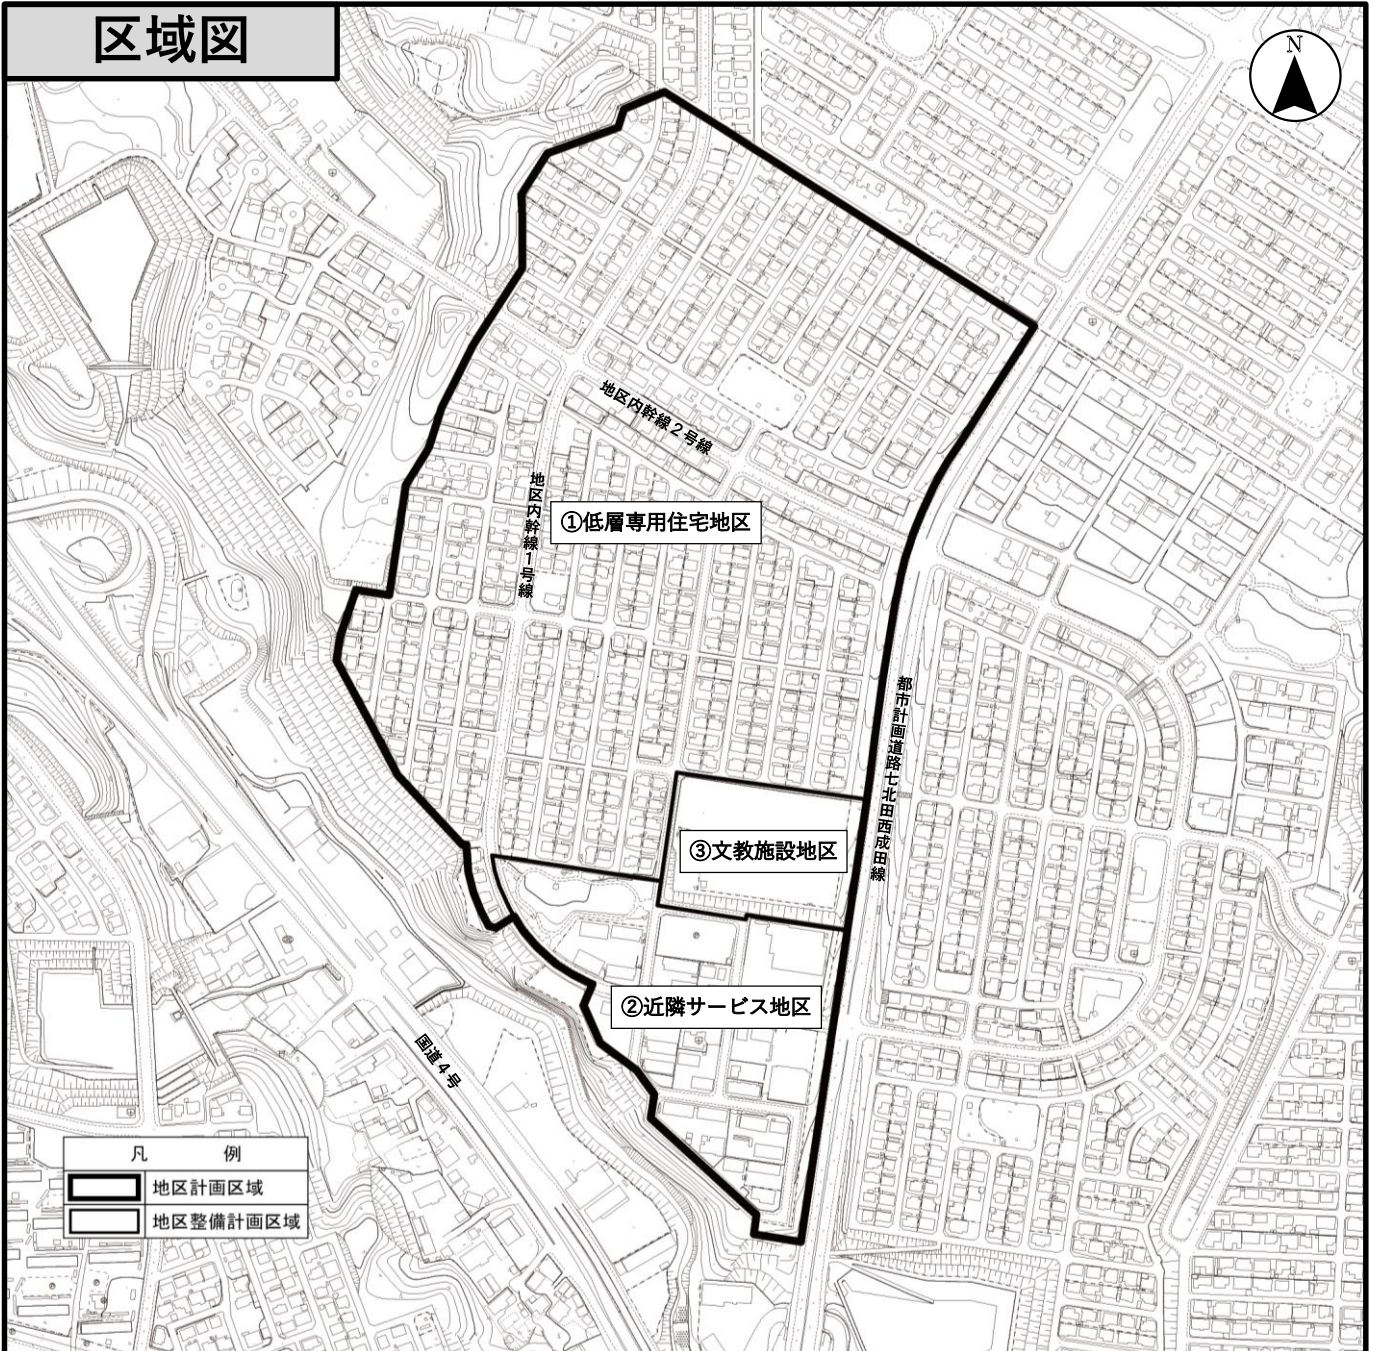 区域図
N
地区内幹線2号線
地区内幹線1号線
①低層専用住宅地区
都市計画道路七北田西成田線
③文教施設地区
②近隣サービス地区
国道4号
凡 例
地区計画区域
地区整備計画区域